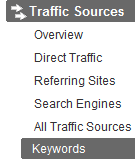 Traffic Sources
Overview
Direct Traffic
Referring Sites
Search Engines
All Traffic Sources
Keywords